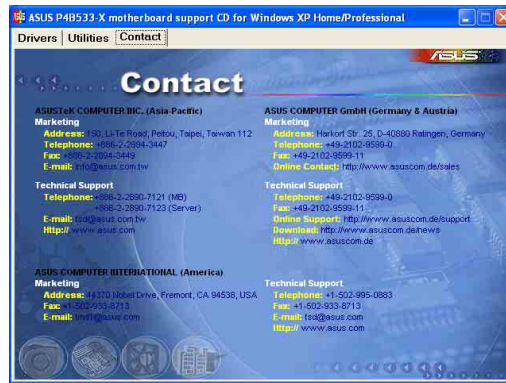 ASUS P4B533-X motherboard support CD for Windows XP Home/Professional
Drivers Utilities Contact
ASUS
Contact
ASUSTeK COMPUTER INC. (Asia-Pacific)
Marketing
Address: 150, Li-Te Road, Peitou, Taipei, Taiwan 112
Telephone: +886-2-2894-3447
Fax: +886-2-2894-3449
E-mail: info@asus.com.tw
Technical Support
Telephone: +886-2-2890-7121 (MB)
+886-2-2890-7123 (Server)
E-mail: tsd@asus.com.tw
Http:// www.asus.com
ASUS COMPUTER GmbH (Germany & Austria)
Marketing
Address: Harkort Str. 25, D-40880 Ratingen, Germany
Telephone: +49-2102-9599-0
Fax: +49-2102-9599-11
Online Contact: http://www.asuscom.de/sales
Technical Support
Telephone: +49-2102-9599-0
Fax: +49-2102-9599-11
Online Support: http://www.asuscom.de/support
Download: http://www.asuscom.de/news
Http:// www.asuscom.de
ASUS COMPUTER INTERNATIONAL (America)
Marketing
Address: 44370 Nobel Drive, Fremont, CA 94538, USA
Fax: +1-502-933-8713
E-mail: tmd1@asus.com
Technical Support
Telephone: +1-502-995-0883
Fax: +1-502-933-8713
E-mail: tsd@asus.com
Http:// www.asus.com